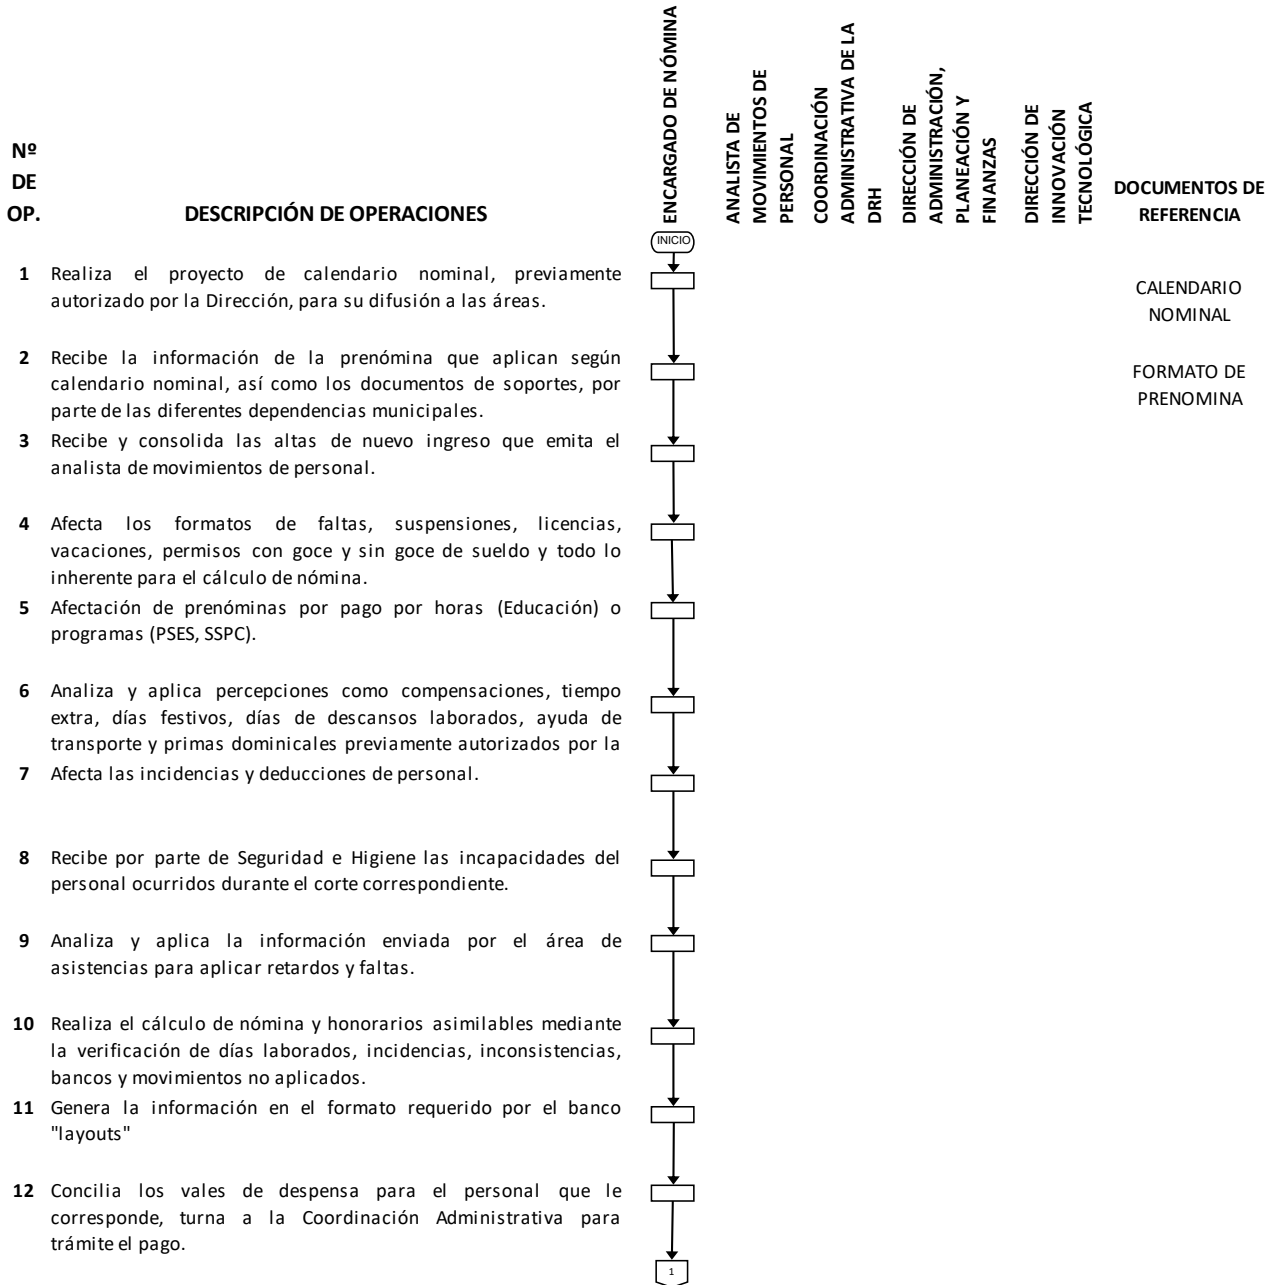 Nº
DE
OP.
DESCRIPCIÓN DE OPERACIONES
ENCARGADO DE NÓMINA
ANALISTA DE
MOVIMIENTOS DE
PERSONAL
COORDINACIÓN
ADMINISTRATIVA DE LA
DRH
DIRECCIÓN DE
ADMINISTRACIÓN,
PLANEACIÓN Y
FINANZAS
DIRECCIÓN DE
INNOVACIÓN
TECNOLÓGICA
DOCUMENTOS DE
REFERENCIA
INICIO
1 Realiza el proyecto de calendario nominal, previamente
autorizado por la Dirección, para su difusión a las áreas.
CALENDARIO
NOMINAL
2 Recibe la información de la prenómina que aplican según
calendario nominal, así como los documentos de soportes, por
parte de las diferentes dependencias municipales.
FORMATO DE
PRENOMINA
3 Recibe y consolida las altas de nuevo ingreso que emita el
analista de movimientos de personal.
4 Afecta los formatos de faltas, suspensiones, licencias,
vacaciones, permisos con goce y sin goce de sueldo y todo lo
inherente para el cálculo de nómina.
5 Afectación de prenóminas por pago por horas (Educación) o
programas (PSES, SSPC).
6 Analiza y aplica percepciones como compensaciones, tiempo
extra, días festivos, días de descansos laborados, ayuda de
transporte y primas dominicales previamente autorizados por la
7 Afecta las incidencias y deducciones de personal.
8 Recibe por parte de Seguridad e Higiene las incapacidades del
personal ocurridos durante el corte correspondiente.
9 Analiza y aplica la información enviada por el área de
asistencias para aplicar retardos y faltas.
10 Realiza el cálculo de nómina y honorarios asimilables mediante
la verificación de días laborados, incidencias, inconsistencias,
bancos y movimientos no aplicados.
11 Genera la información en el formato requerido por el banco
"layouts"
12 Concilia los vales de despensa para el personal que le
corresponde, turna a la Coordinación Administrativa para
trámite el pago.
1